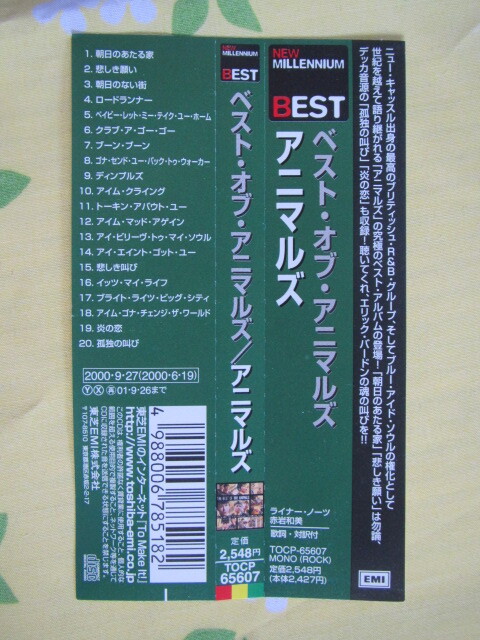 1. 朝日のあたる家
2. 悲しき願い
3. 朝日のない街
4. ロードランナー
5. ベイビー・レット・ミー・テイク・ユー・ホーム
6. クラブ・ア・ゴー・ゴー
7. ブーン・ブーン
8. ゴナ・センド・ユー・バック・トゥ・ウォーカー
9. ディンプルズ
10. アイム・クライング
11. トーキン・アバウト・ユー
12. アイム・マッド・アゲイン
13. アイ・ビリーヴ・トゥ・マイ・ソウル
14. アイ・エイント・ゴット・ユー
15. 悲しき叫び
16. イッツ・マイ・ライフ
17. ブライト・ライツ・ビッグ・シティ
18. アイム・ゴナ・チェンジ・ザ・ワールド
19. 炎の恋
20. 孤独の叫び
2000・9・27(2000・6・19)
Ⓨ Ⓧ ㊢ 01・9・26まで
東芝EMIのインターネット「To Make It!」
http://www.toshiba-emi.co.jp
東芝EMI株式会社
〒107-8510 東京都港区赤坂2-2-17
4 988006 785182
NEW
MILLENNIUM
BEST
ベスト・オブ・アニマルズ／アニマルズ
定価
2,548円
TOCP
65607
NEW
MILLENNIUM
BEST
ベスト・オブ・アニマルズ
アニマルズ
ライナー・ノーツ
赤岩和美
歌詞・対訳付
TOCP-65607
MONO (ROCK)
定価2,548円
(本体2,427円)
ニュー・キャッスル出身の最高のブリティッシュ・R&B・グループ、そしてブルー・アイド・ソウルの権化として
世紀を越えて語り継がれる「アニマルズ」の究極のベスト・アルバムの登場!「朝日のあたる家」「悲しき願い」は勿論、
デッカ音源の「孤独の叫び」「炎の恋」も収録!聴いてくれ、エリック・バードンの魂の叫びを!!
EMI